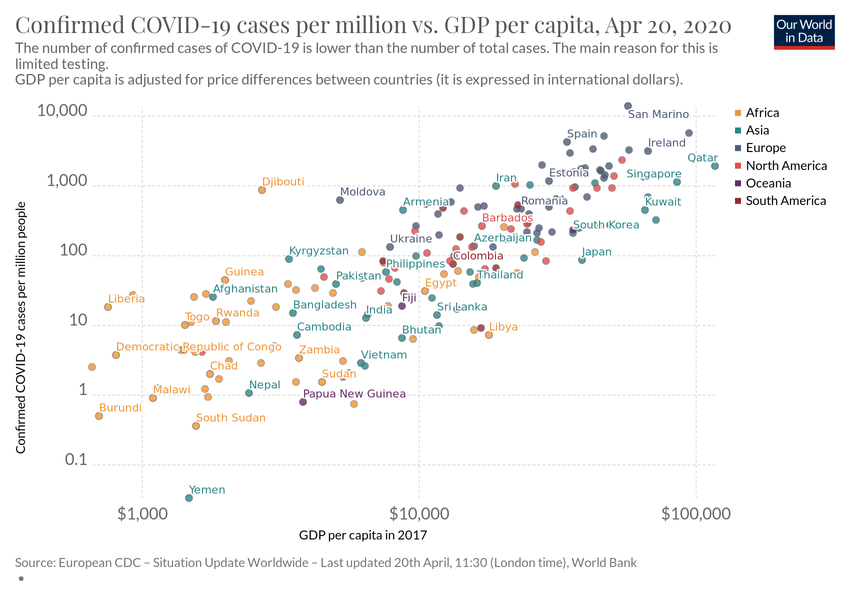 Confirmed COVID-19 cases per million vs. GDP per capita, Apr 20, 2020
Our World
in Data
The number of confirmed cases of COVID-19 is lower than the number of total cases. The main reason for this is
limited testing.
GDP per capita is adjusted for price differences between countries (it is expressed in international dollars).
Confirmed COVID-19 cases per million people
10,000
1,000
100
10
1
0.1
San Marino
Spain
Ireland
Qatar
Djibouti
Iran
Estonia
Singapore
Moldova
Armenia
Romania
Kuwait
Barbados
South Korea
Ukraine
Azerbaijan
Kyrgyzstan
Colombia
Japan
Philippines
Guinea
Pakistan
Thailand
Afghanistan
Egypt
Liberia
Bangladesh
Fiji
Togo
Rwanda
India
Sri Lanka
Cambodia
Bhutan
Libya
Democratic Republic of Congo
Zambia
Vietnam
Chad
Sudan
Malawi
Nepal
Papua New Guinea
Burundi
South Sudan
Yemen
$1,000
$10,000
$100,000
GDP per capita in 2017
Africa
Asia
Europe
North America
Oceania
South America
Source: European CDC – Situation Update Worldwide – Last updated 20th April, 11:30 (London time), World Bank
•